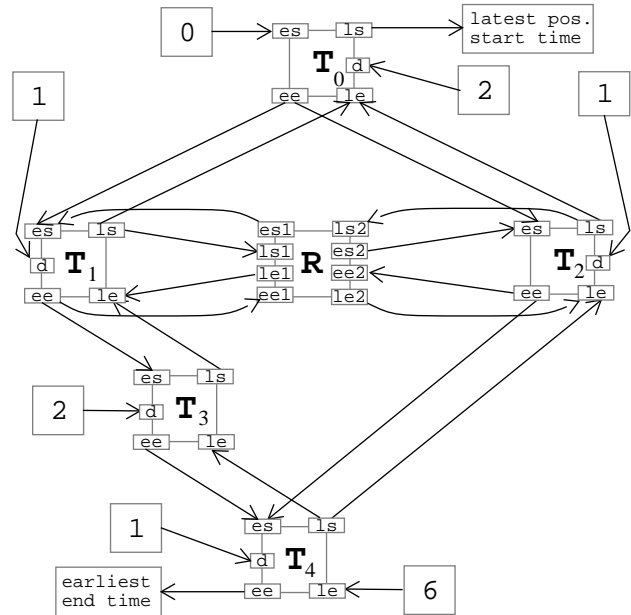 0
es
ls
latest pos.
start time
T0
d
2
ee
le
1
1
es
ls
es1
ls2
es
ls
T1
d
ls1
R
es2
T2
d
le1
ee2
ee
le
ee1
le2
ee
le
es
ls
2
d
T3
ee
le
es
ls
1
d
T4
earliest
end time
ee
le
6